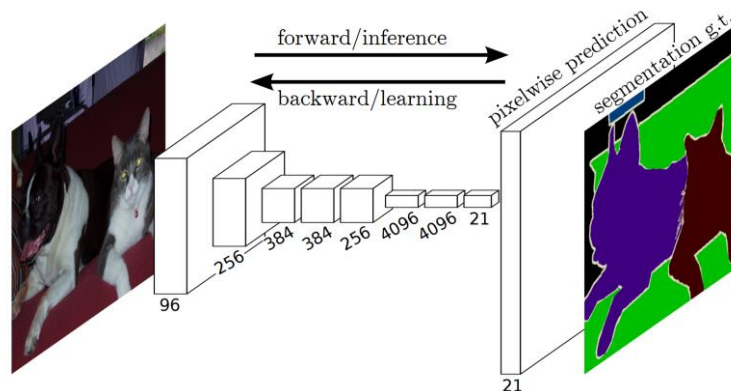 forward/inference
backward/learning
pixelwise prediction
segmentation g.t.
96
256
384
384
256
4096
4096
21
21